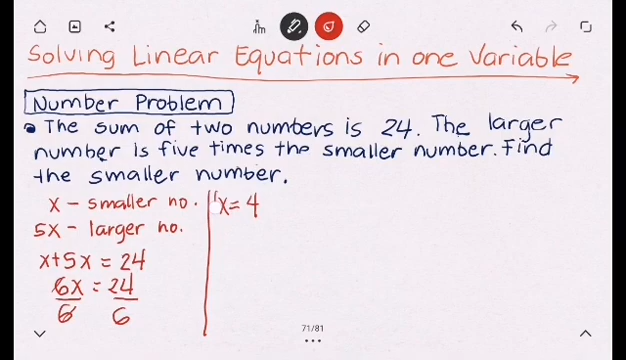 Solving Linear Equations in one Variable
Number Problem
The sum of two numbers is 24. The larger
number is five times the smaller number. Find
the smaller number.
x - smaller no.
5x - larger no.
x+5x = 24
6x = 24
6 6
x = 4
71/81